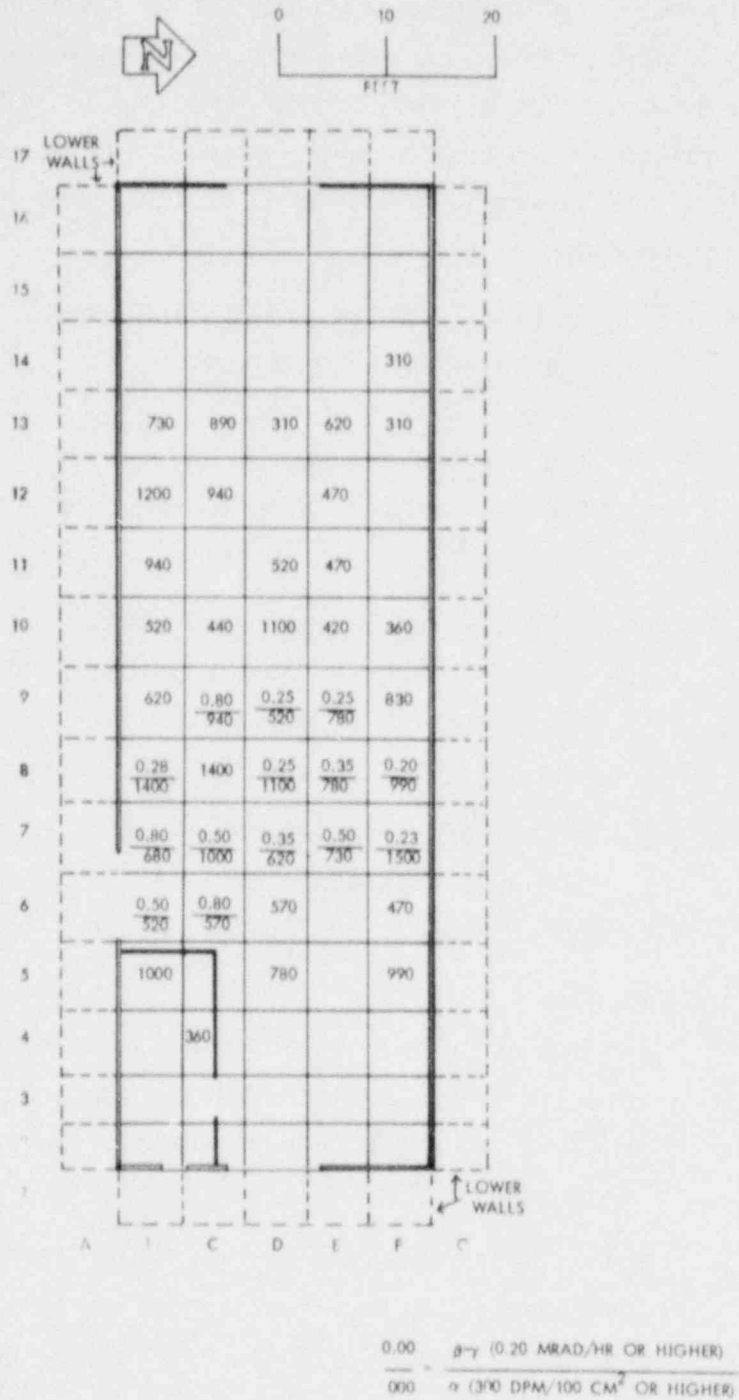 N
0 10 20
FEET
LOWER
WALLS
17
16
15
14 310
13 730 890 310 620 310
12 1200 940 470
11 940 520 470
10 520 440 1100 420 360
9 620 0.80 0.25 0.25 830
940 520 780
8 0.28 1400 0.25 0.35 0.20
1400 1100 780 990
7 0.80 0.50 0.35 0.50 0.23
680 1000 620 730 1500
6 0.50 0.80 570 470
520 570
5 1000 780 990
4 360
3
LOWER
WALLS
A C D E F
0.00 - β-γ (0.20 MRAD/HR OR HIGHER)
000 α (300 DPM/100 CM² OR HIGHER)